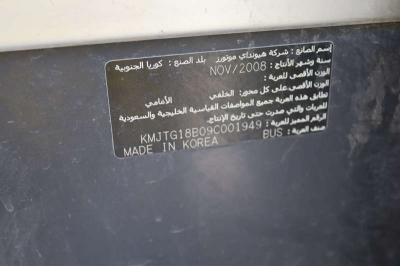 إسم الصانع : شركة هيونداي موتورز بلد الصنع : كوريا الجنوبية
سنة وشهر الأنتاج : NOV/2008
الوزن الأقصى للعربة :
الوزن الأقصى على كل محور: الخلفي الأمامي
تطابق هذه العربة جميع المواصفات القياسية الخليجية والسعودية
للعربات والتي صدرت حتى تاريخ الإنتاج.
الرقم المميز للعربة : KMJTG18B09C001949
صنف العربة : BUS
MADE IN KOREA